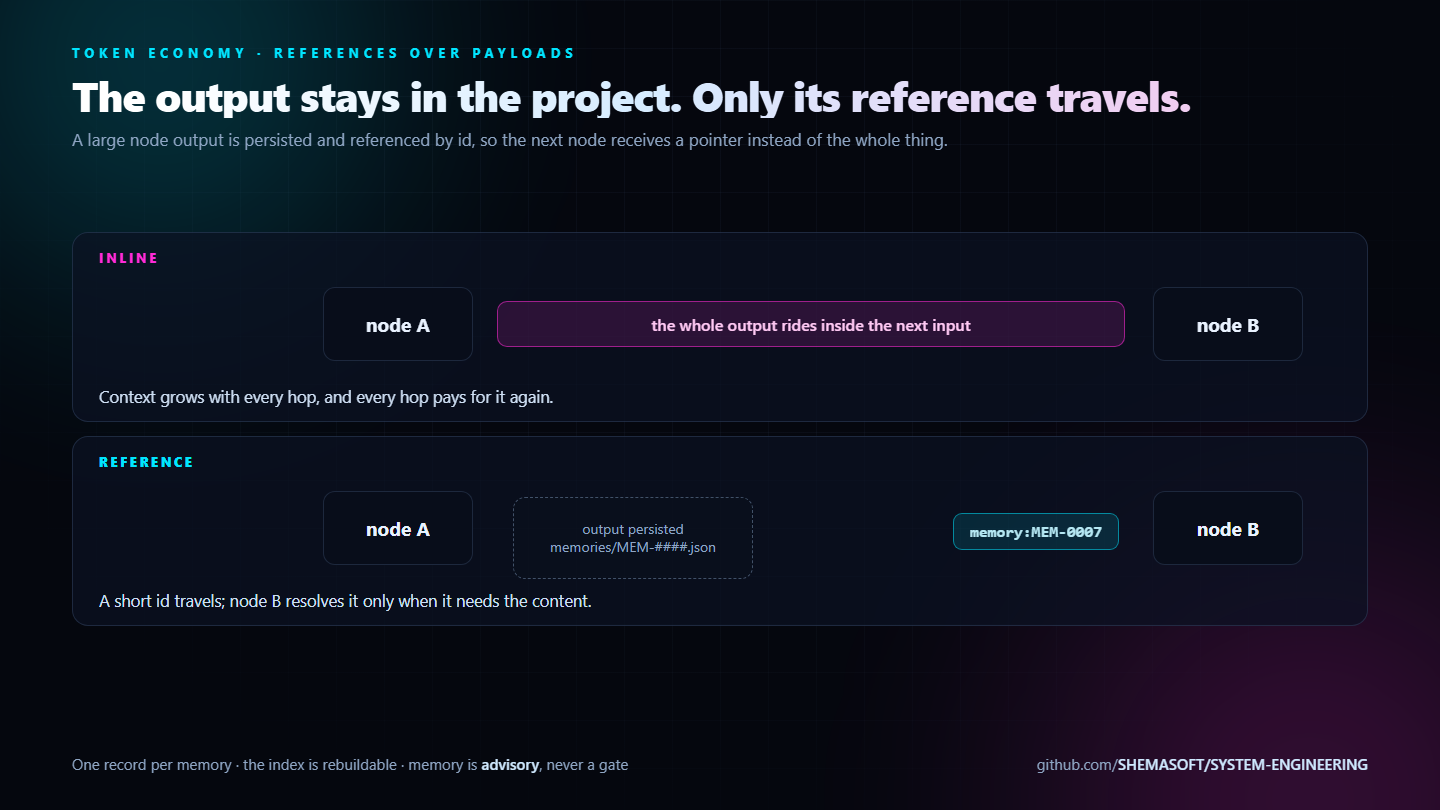 TOKEN ECONOMY · REFERENCES OVER PAYLOADS
The output stays in the project. Only its reference travels.
A large node output is persisted and referenced by id, so the next node receives a pointer instead of the whole thing.
INLINE
node A
the whole output rides inside the next input
node B
Context grows with every hop, and every hop pays for it again.
REFERENCE
node A
output persisted
memories/MEM-####.json
memory:MEM-0007
node B
A short id travels; node B resolves it only when it needs the content.
One record per memory · the index is rebuildable · memory is advisory, never a gate
github.com/SHEMASOFT/SYSTEM-ENGINEERING